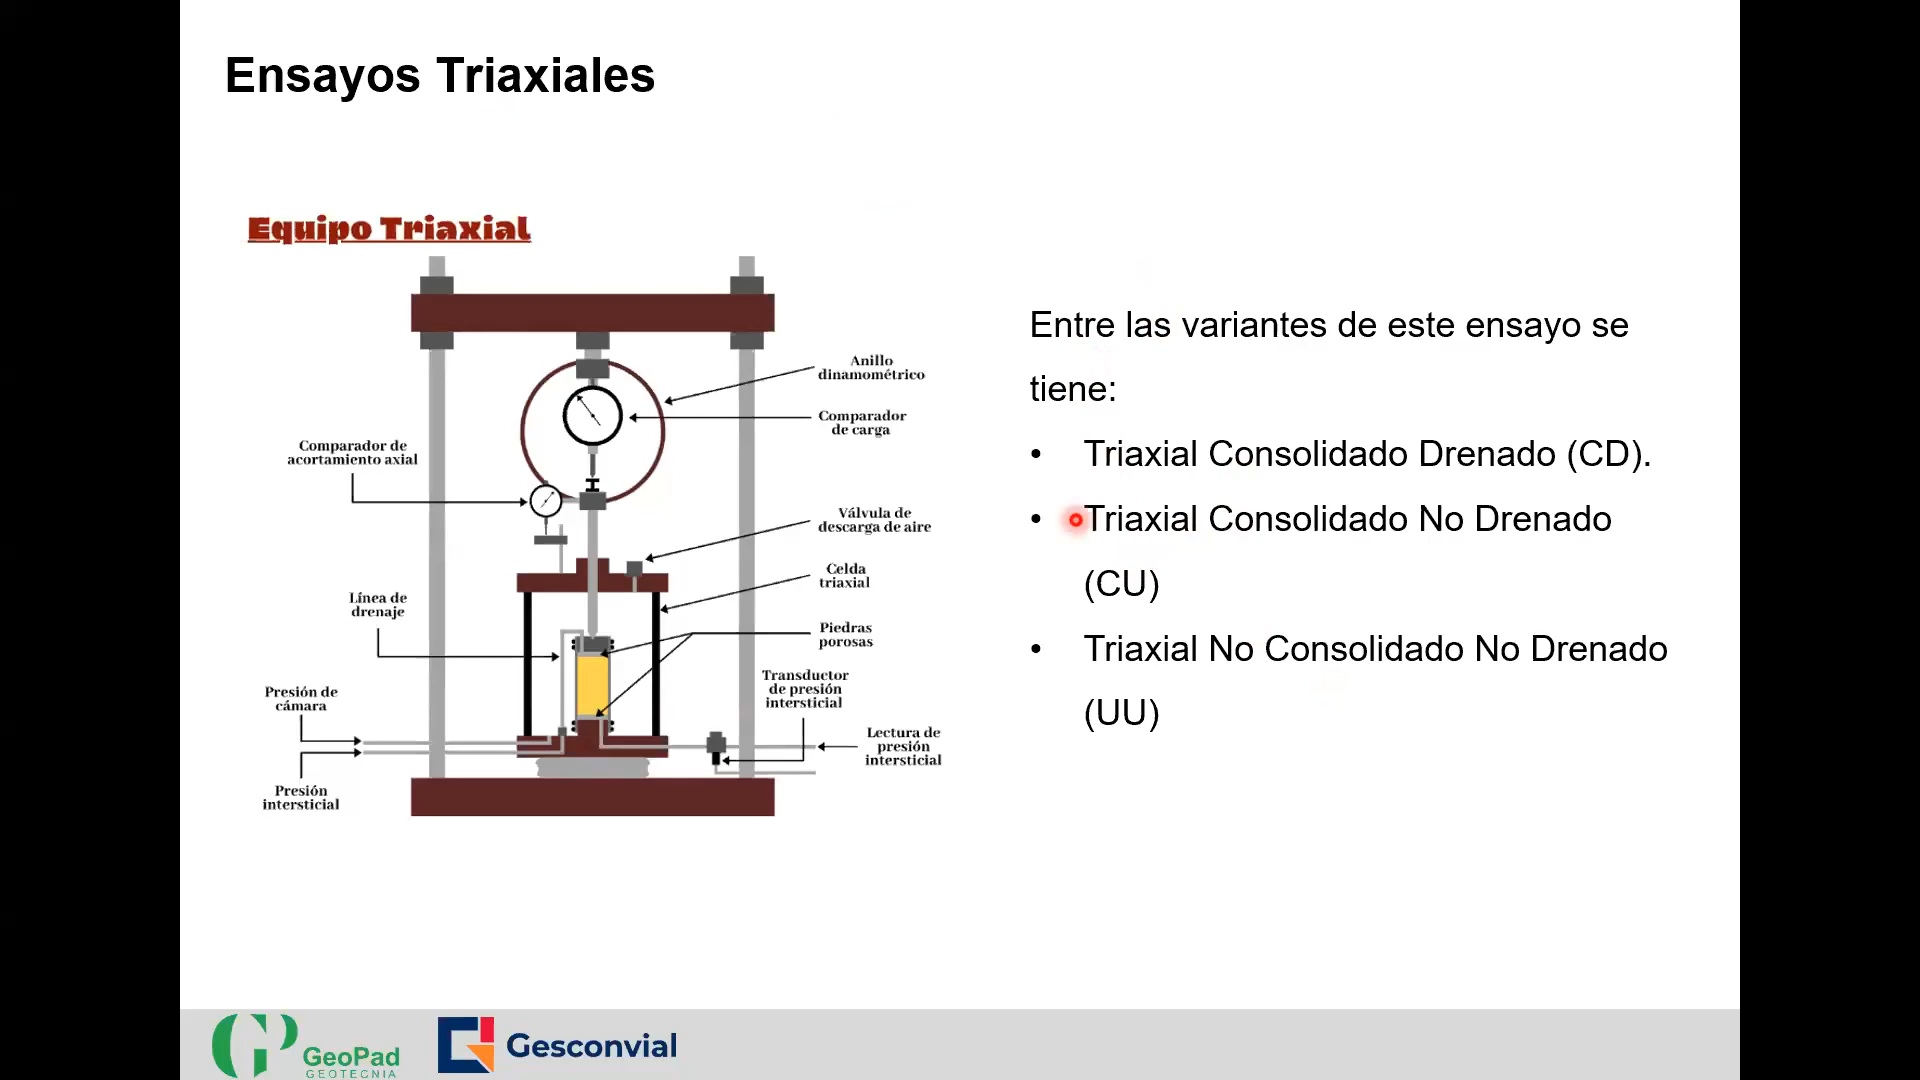 Ensayos Triaxiales
Equipo Triaxial
Anillo
dinamométrico
Comparador
de carga
Comparador de
acortamiento axial
Válvula de
descarga de aire
Celda
triaxial
Línea de
drenaje
Piedras
porosas
Transductor
de presión
intersticial
Presión de
cámara
Lectura de
presión
intersticial
Presión
intersticial
Entre las variantes de este ensayo se
tiene:
• Triaxial Consolidado Drenado (CD).
• Triaxial Consolidado No Drenado
(CU)
• Triaxial No Consolidado No Drenado
(UU)
GP
GeoPad
GEOTECNIA
Gesconvial